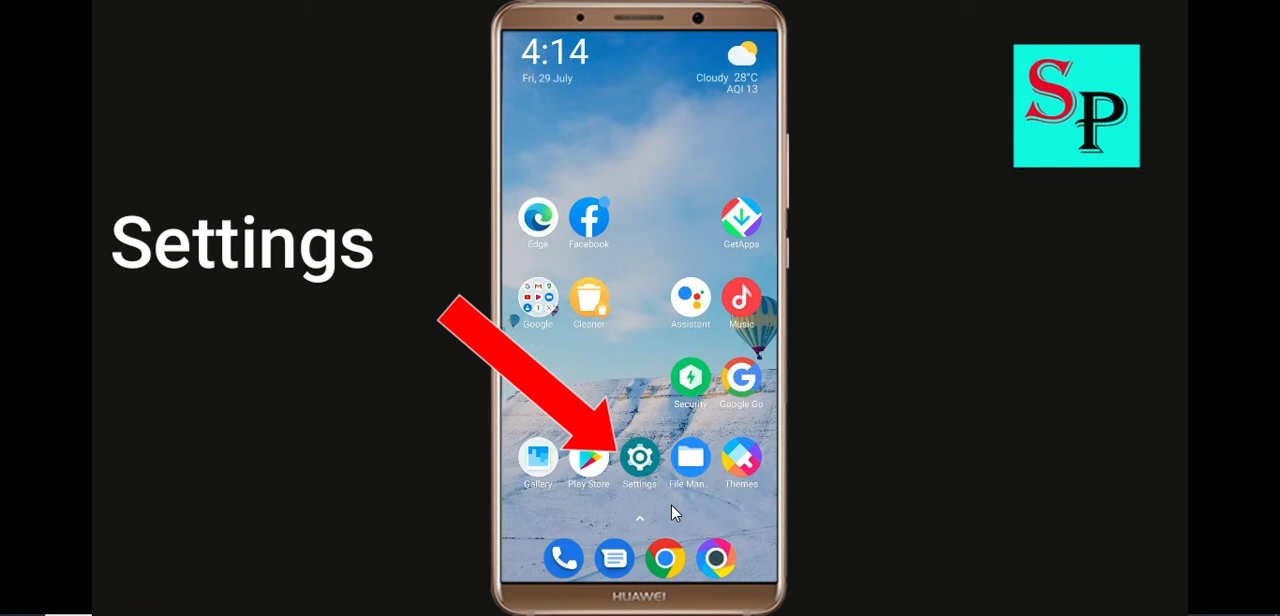 4:14
Fri, 29 July
Cloudy 28°C
AQI 13
SP
Settings
Edge
Facebook
GetApps
Google
Cleaner
Assistant
Music
Security
Google Go
Gallery
Play Store
Settings
File Man..
Themes
HUAWEI